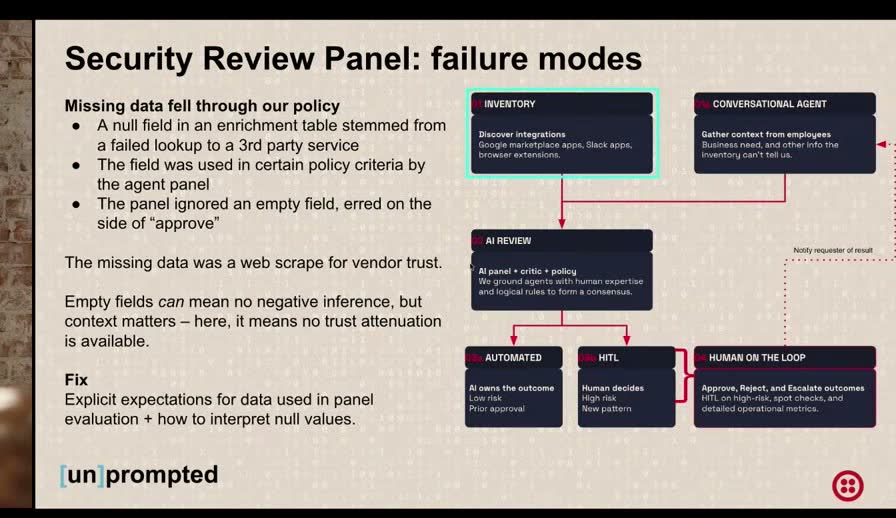 Security Review Panel: failure modes
Missing data fell through our policy
● A null field in an enrichment table stemmed from
a failed lookup to a 3rd party service
● The field was used in certain policy criteria by
the agent panel
● The panel ignored an empty field, erred on the
side of “approve”
The missing data was a web scrape for vendor trust.
Empty fields can mean no negative inference, but
context matters – here, it means no trust attenuation
is available.
Fix
Explicit expectations for data used in panel
evaluation + how to interpret null values.
[un]prompted
01 INVENTORY
Discover integrations
Google marketplace apps, Slack apps,
browser extensions.
CONVERSATIONAL AGENT
Gather context from employees
Business need, and other info the
inventory can't tell us.
AI REVIEW
AI panel + critic + policy
We ground agents with human expertise
and logical rules to form a consensus.
Notify requester of result
03a AUTOMATED
AI owns the outcome
Low risk
Prior approval
03b HITL
Human decides
High risk
New pattern
04 HUMAN ON THE LOOP
Approve, Reject, and Escalate outcomes
HITL on high-risk, spot checks, and
detailed operational metrics.